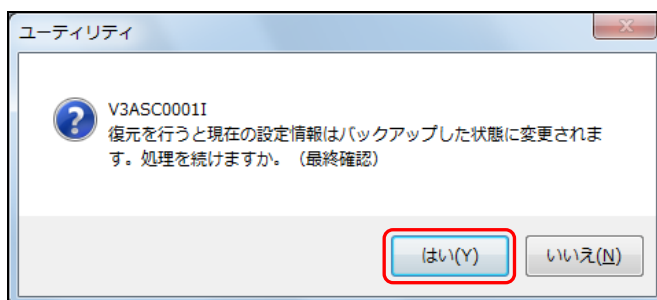 ユーティリティ
V3ASC0001I
復元を行うと現在の設定情報はバックアップした状態に変更されま
す。処理を続けますか。（最終確認）
はい(Y)
いいえ(N)